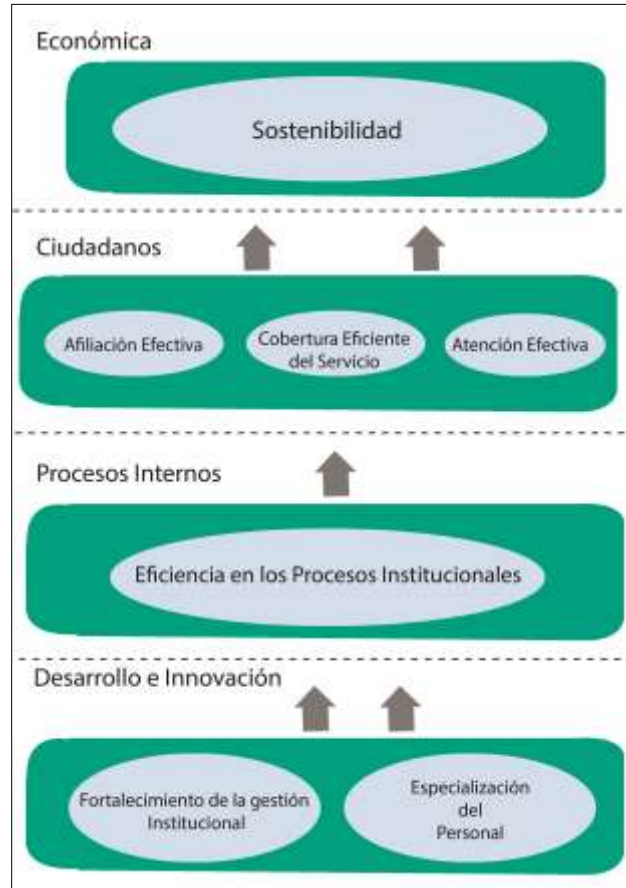 Económica
Sostenibilidad
Ciudadanos
Afiliación Efectiva
Cobertura Eficiente
del Servicio
Atención Efectiva
Procesos Internos
Eficiencia en los Procesos Institucionales
Desarrollo e Innovación
Fortalecimiento de la gestión
Institucional
Especialización
del
Personal